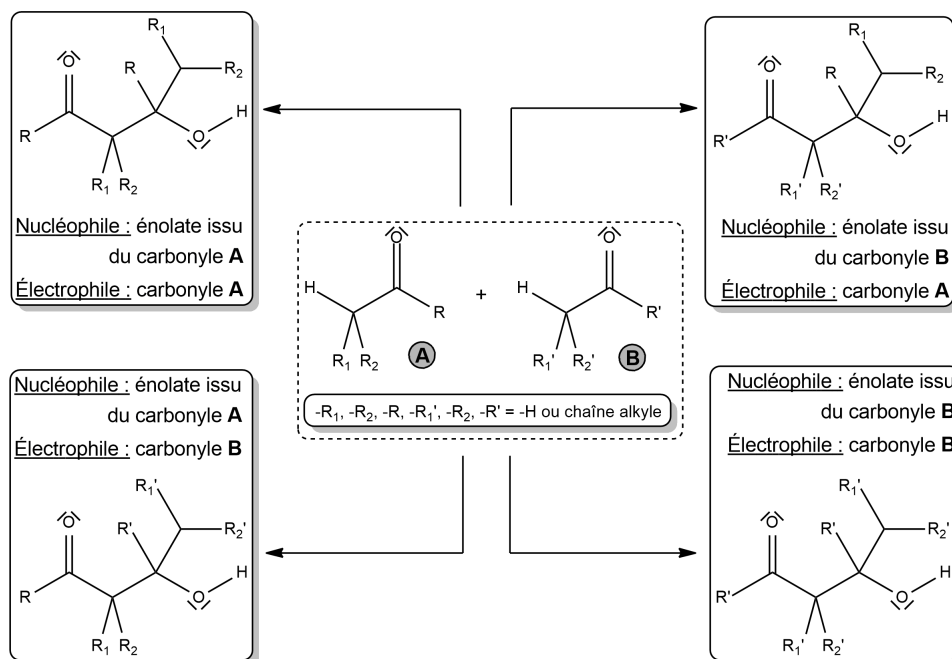 O
R
R1
R2
H
O
R
R1 R2
Nucléophile : énolate issu
du carbonyle A
Électrophile : carbonyle A
O
R
R1
R2
H
O
R'
R1' R2'
Nucléophile : énolate issu
du carbonyle B
Électrophile : carbonyle A
O
H
R
R1 R2
A
+
O
H
R'
R1' R2'
B
-R1, -R2, -R, -R1', -R2, -R' = -H ou chaîne alkyle
Nucléophile : énolate issu
du carbonyle A
Électrophile : carbonyle B
O
R'
R1'
R2'
H
O
R
R1 R2
Nucléophile : énolate issu
du carbonyle B
Électrophile : carbonyle B
O
R'
R1'
R2'
H
O
R'
R1' R2'